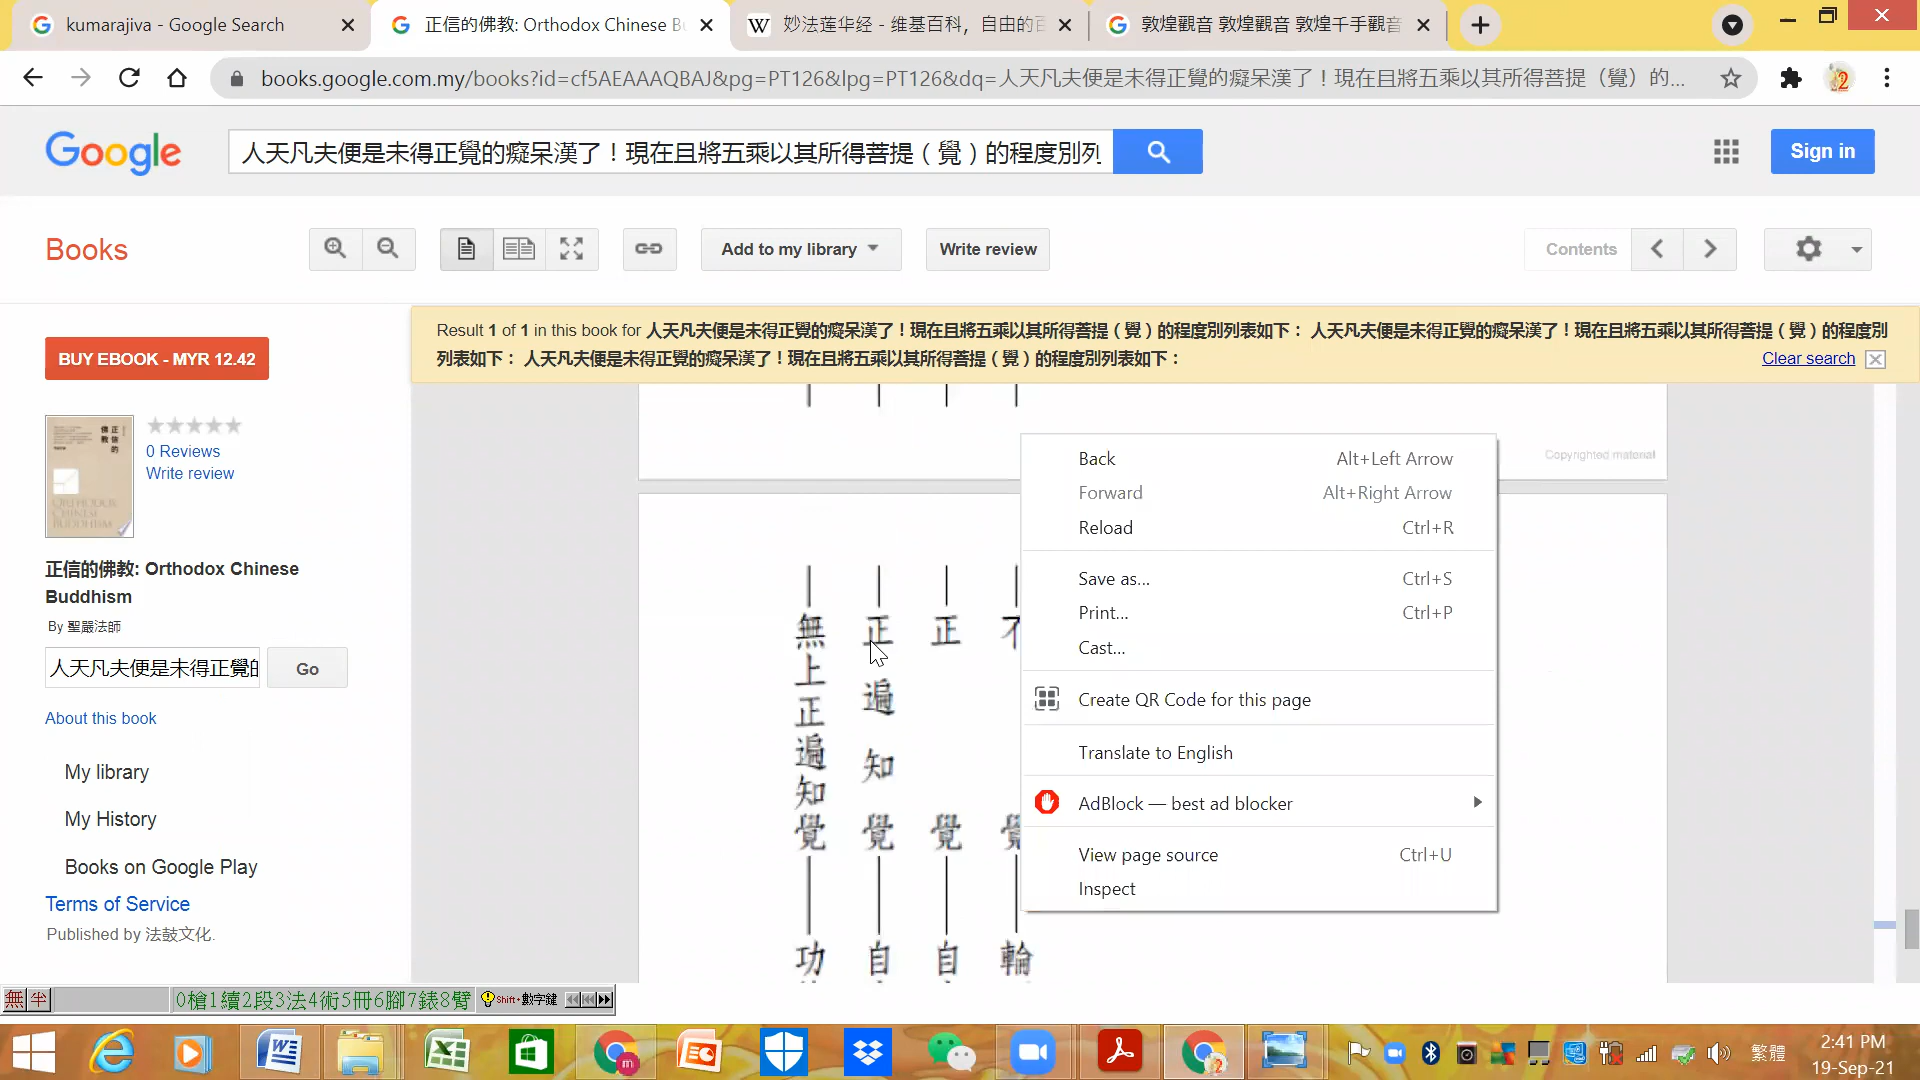 kumarajiva - Google Search
正信的佛教: Orthodox Chinese B
妙法莲华经 - 维基百科，自由的百
敦煌觀音 敦煌觀音 敦煌千手觀音
books.google.com.my/books?id=cf5AEAAAQBAJ&pg=PT126&lpg=PT126&dq=人天凡夫便是未得正覺的癡呆漢了！現在且將五乘以其所得菩提（覺）的...
Google
人天凡夫便是未得正覺的癡呆漢了！現在且將五乘以其所得菩提（覺）的程度別列
Sign in
Books
Add to my library
Write review
Contents
BUY EBOOK - MYR 12.42
Result 1 of 1 in this book for 人天凡夫便是未得正覺的癡呆漢了！現在且將五乘以其所得菩提（覺）的程度別列表如下： 人天凡夫便是未得正覺的癡呆漢了！現在且將五乘以其所得菩提（覺）的程度別
列表如下： 人天凡夫便是未得正覺的癡呆漢了！現在且將五乘以其所得菩提（覺）的程度別列表如下：
Clear search
Copyrighted material
正信的佛教
ORTHODOX
CHINESE
BUDDHISM
0 Reviews
Write review
正信的佛教: Orthodox Chinese
Buddhism
By 聖嚴法師
人天凡夫便是未得正覺的
Go
About this book
My library
My History
Books on Google Play
Terms of Service
Published by 法鼓文化.
不 覺 輪
正 覺 自
正遍知覺 自
無上正遍知覺 功
Back Alt+Left Arrow
Forward Alt+Right Arrow
Reload Ctrl+R
Save as... Ctrl+S
Print... Ctrl+P
Cast...
Create QR Code for this page
Translate to English
AdBlock — best ad blocker
View page source Ctrl+U
Inspect
無 半 0槍1續2段3法4術5冊6腳7錶8臂 Shift+數字鍵
繁體
2:41 PM
19-Sep-21